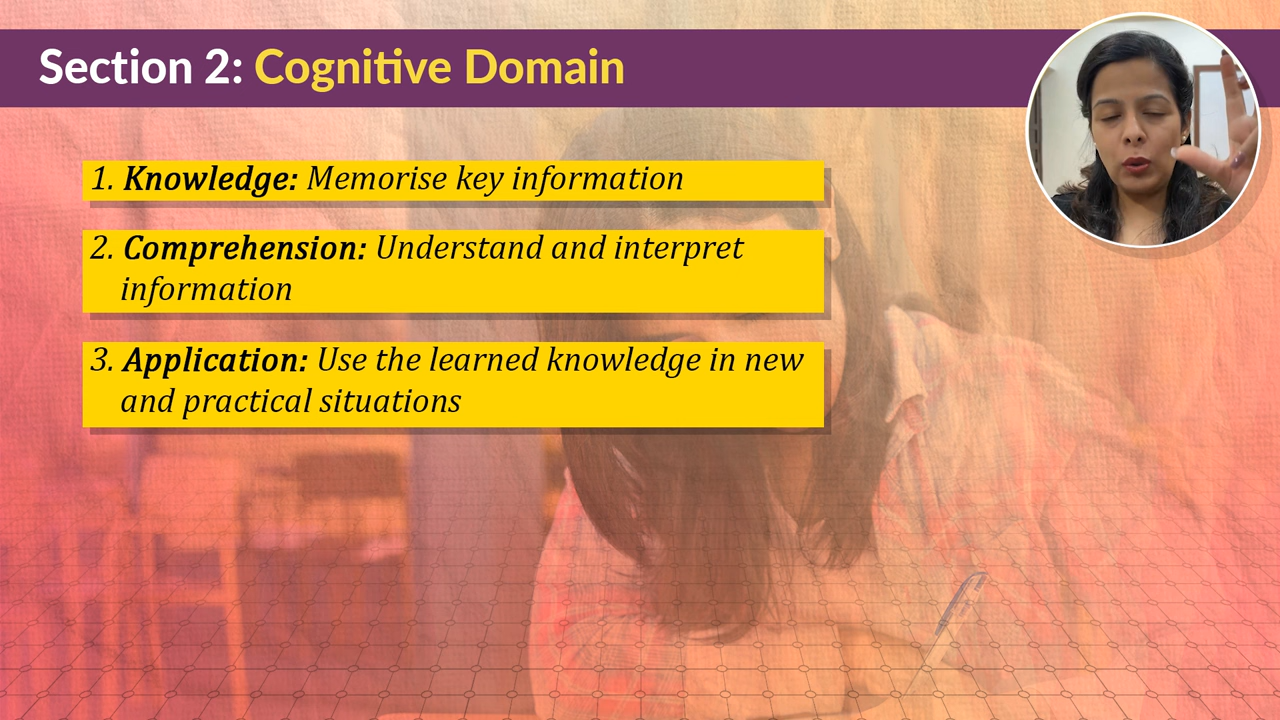 Section 2: Cognitive Domain
1. Knowledge: Memorise key information
2. Comprehension: Understand and interpret
information
3. Application: Use the learned knowledge in new
and practical situations